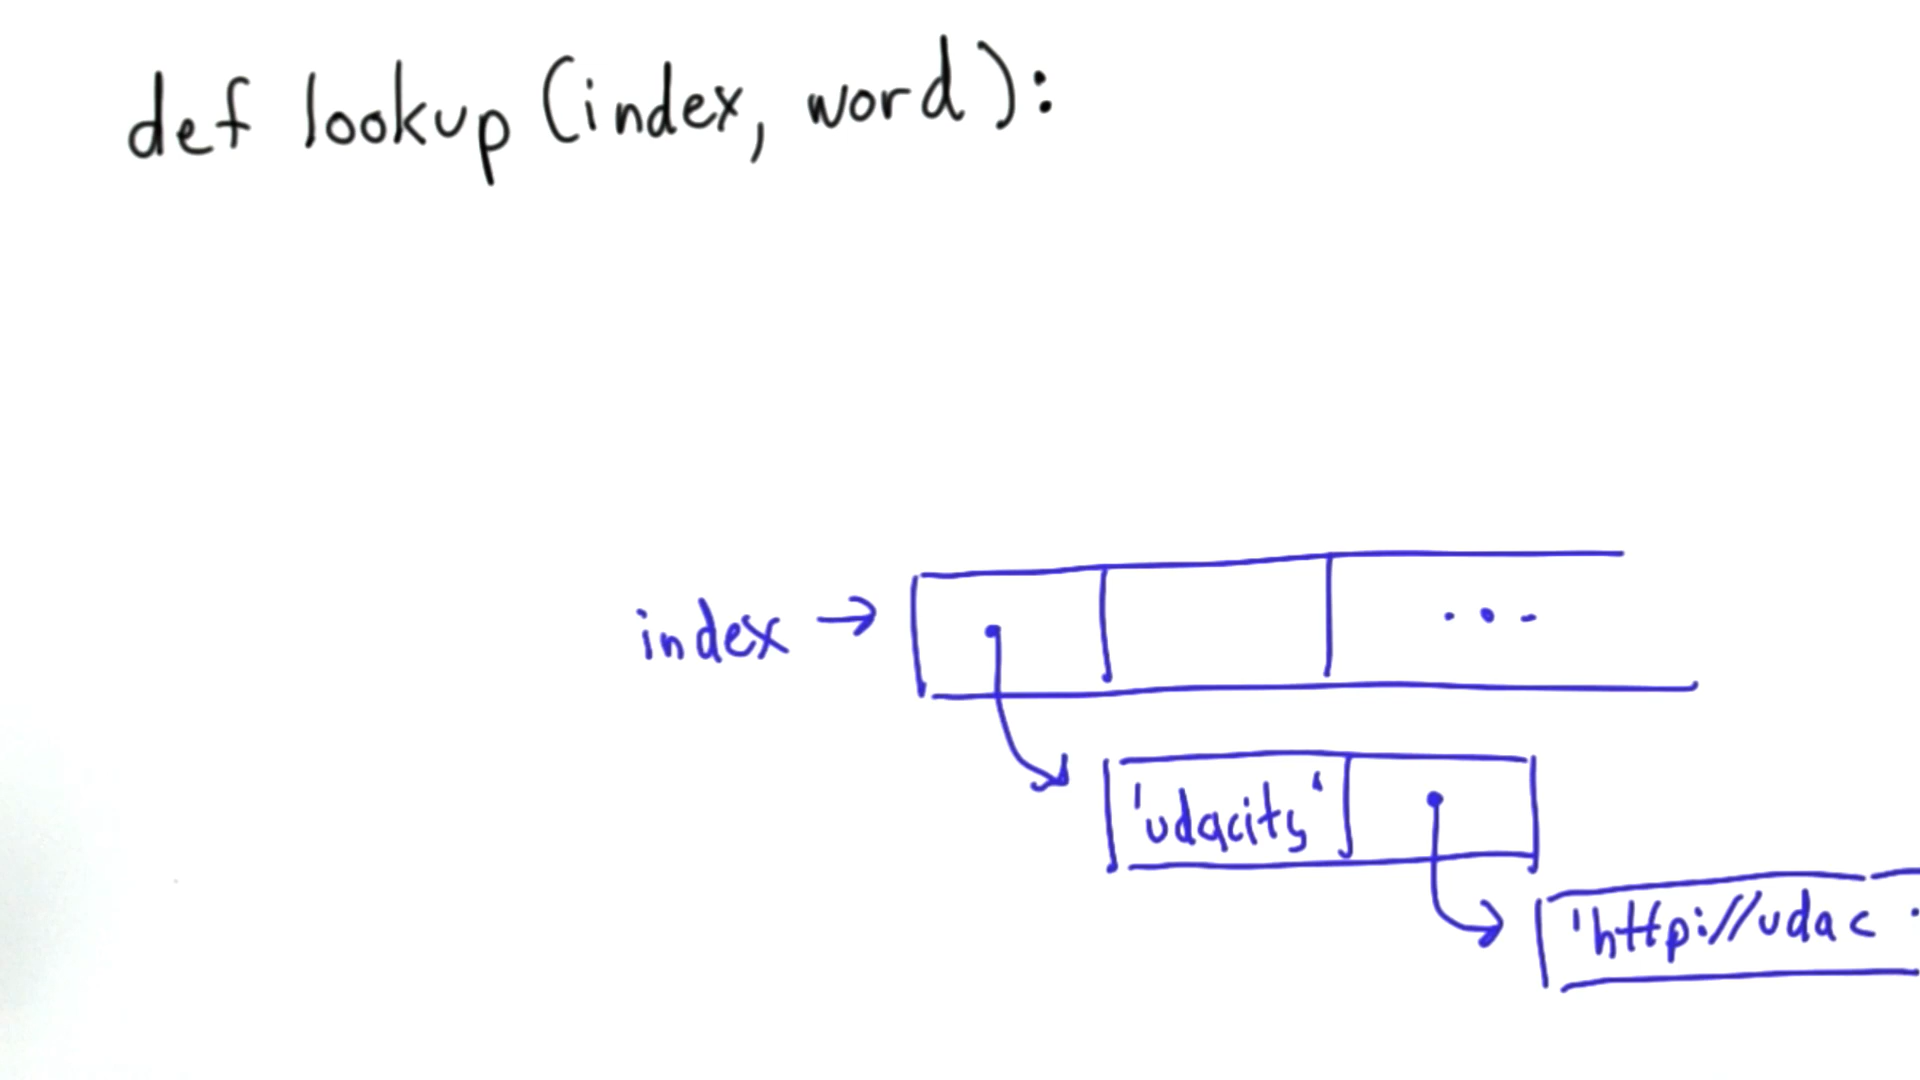 def lookup (index, word):
index → ...
'udacity'
'http://udac